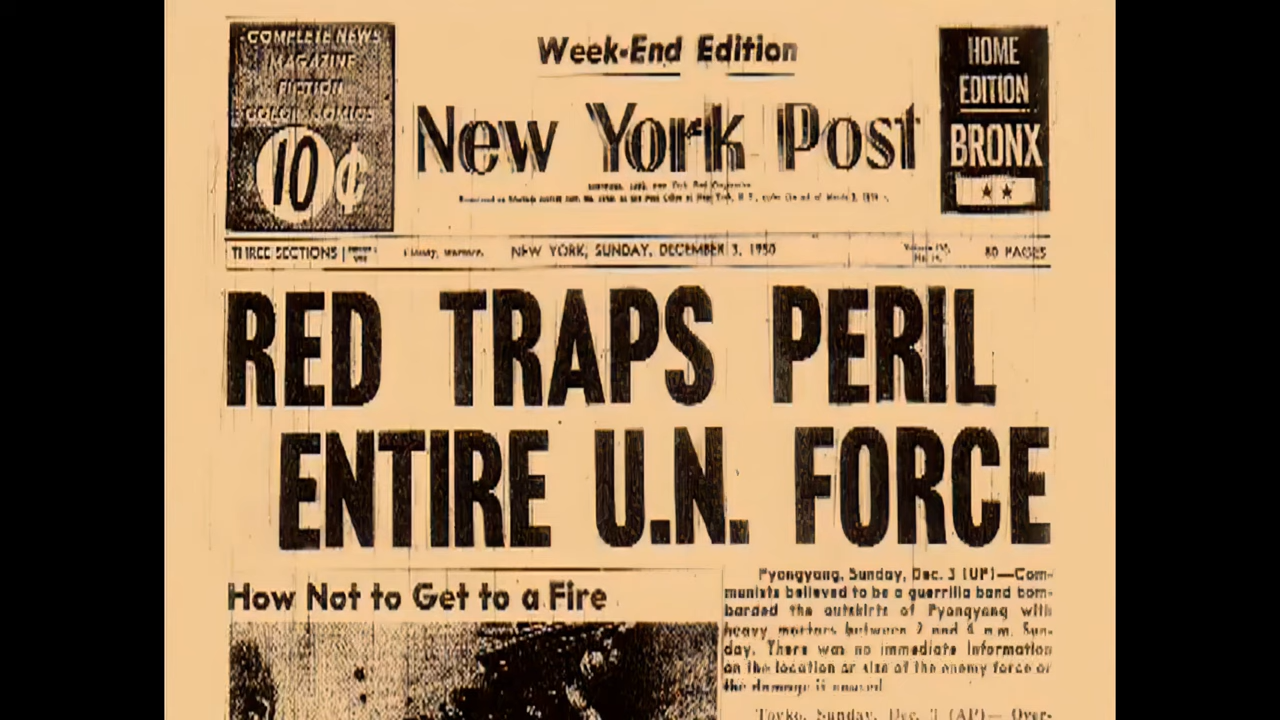 COMPLETE NEWS
MAGAZINE
FICTION
COLOR COMICS
10¢
Week-End Edition
New York Post
HOME
EDITION
BRONX
THREE SECTIONS
NEW YORK, SUNDAY, DECEMBER 3, 1950
80 PAGES
RED TRAPS PERIL
ENTIRE U.N. FORCE
How Not to Get to a Fire
Pyongyang, Sunday, Dec. 3 (UP)—Com-
munists believed to be a guerrilla band bom-
barded the outskirts of Pyongyang with
heavy mortars between 2 and 4 a.m. Sun-
day. There was no immediate information
on the location or size of the enemy force or
the damage it caused.
Tokyo, Sunday, Dec. 3 (AP)— Over-